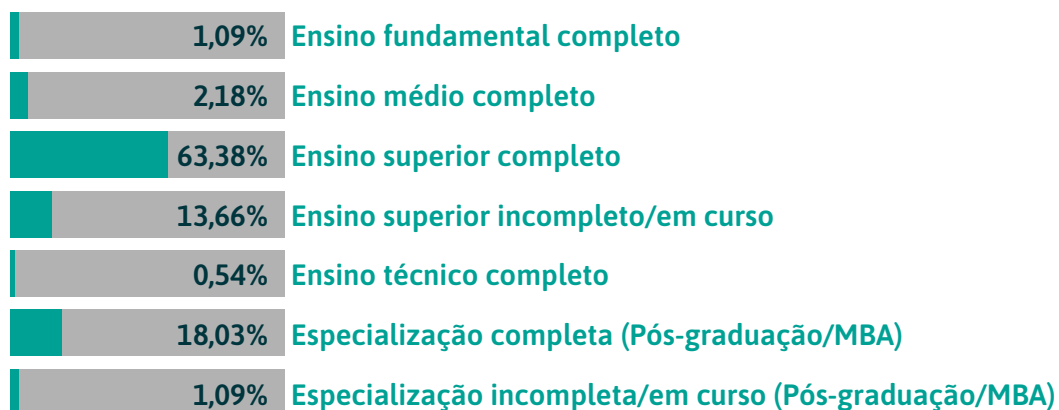 1,09% Ensino fundamental completo
2,18% Ensino médio completo
63,38% Ensino superior completo
13,66% Ensino superior incompleto/em curso
0,54% Ensino técnico completo
18,03% Especialização completa (Pós-graduação/MBA)
1,09% Especialização incompleta/em curso (Pós-graduação/MBA)